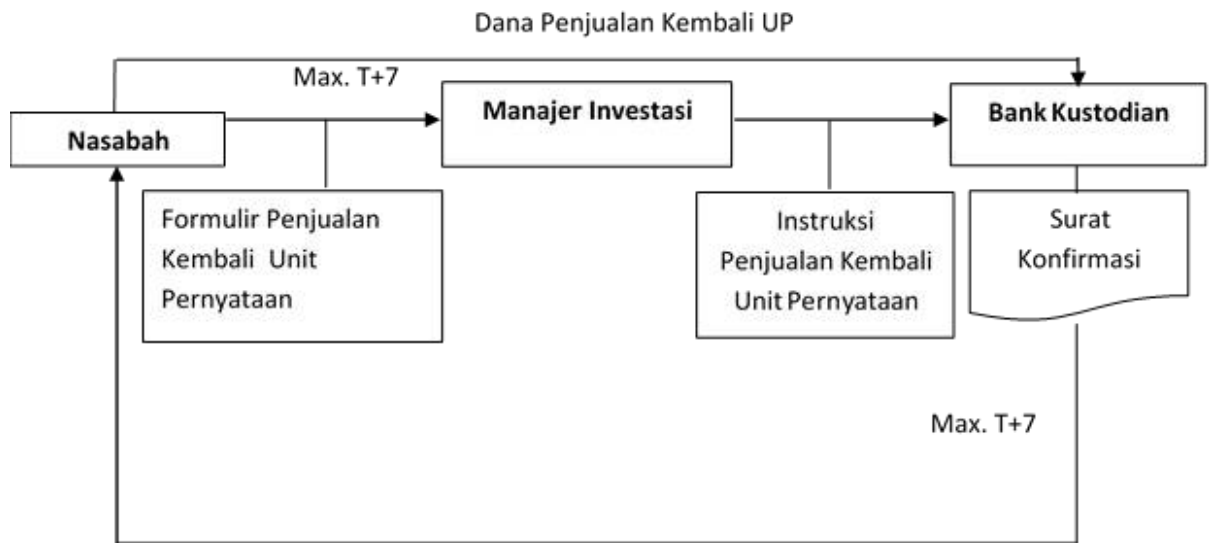 Dana Penjualan Kembali UP
Max. T+7
Nasabah
Manajer Investasi
Bank Kustodian
Formulir Penjualan
Kembali Unit
Pernyataan
Instruksi
Penjualan Kembali
Unit Pernyataan
Surat
Konfirmasi
Max. T+7